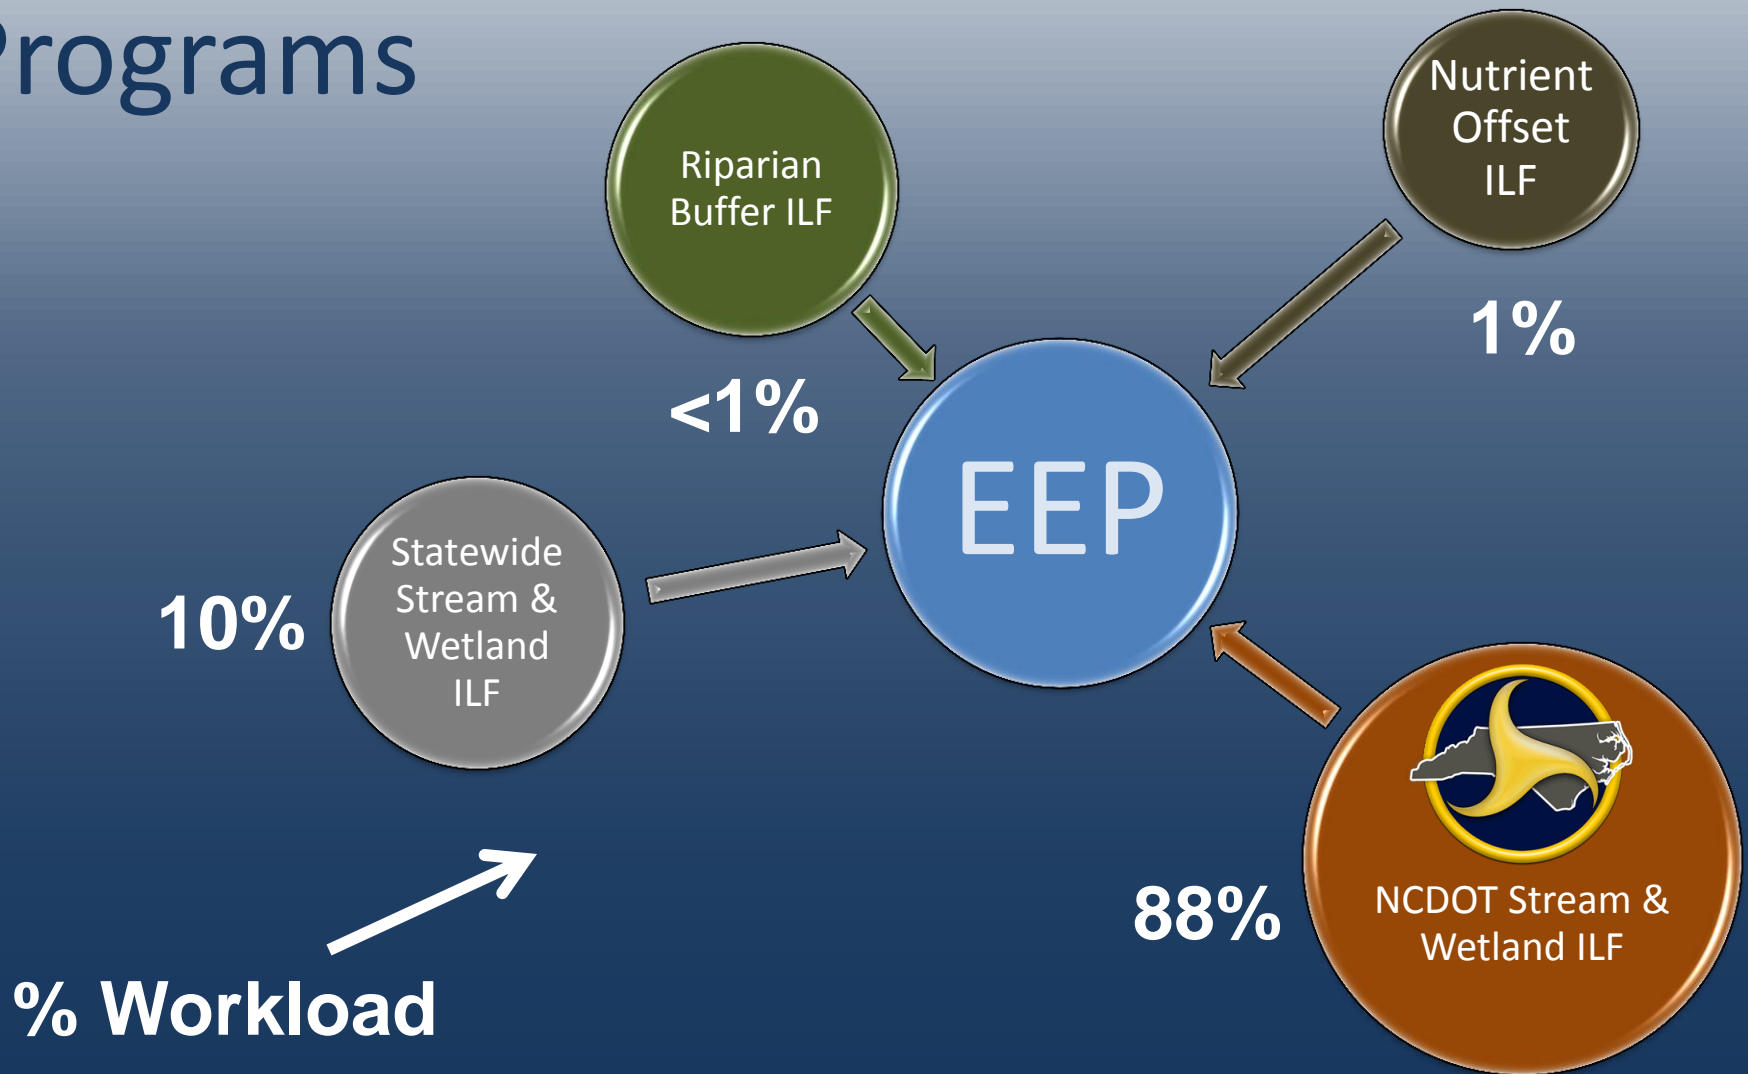 Programs
Riparian
Buffer ILF
<1%
Nutrient
Offset
ILF
1%
EEP
Statewide
Stream &
Wetland
ILF
10%
NCDOT Stream &
Wetland ILF
88%
% Workload